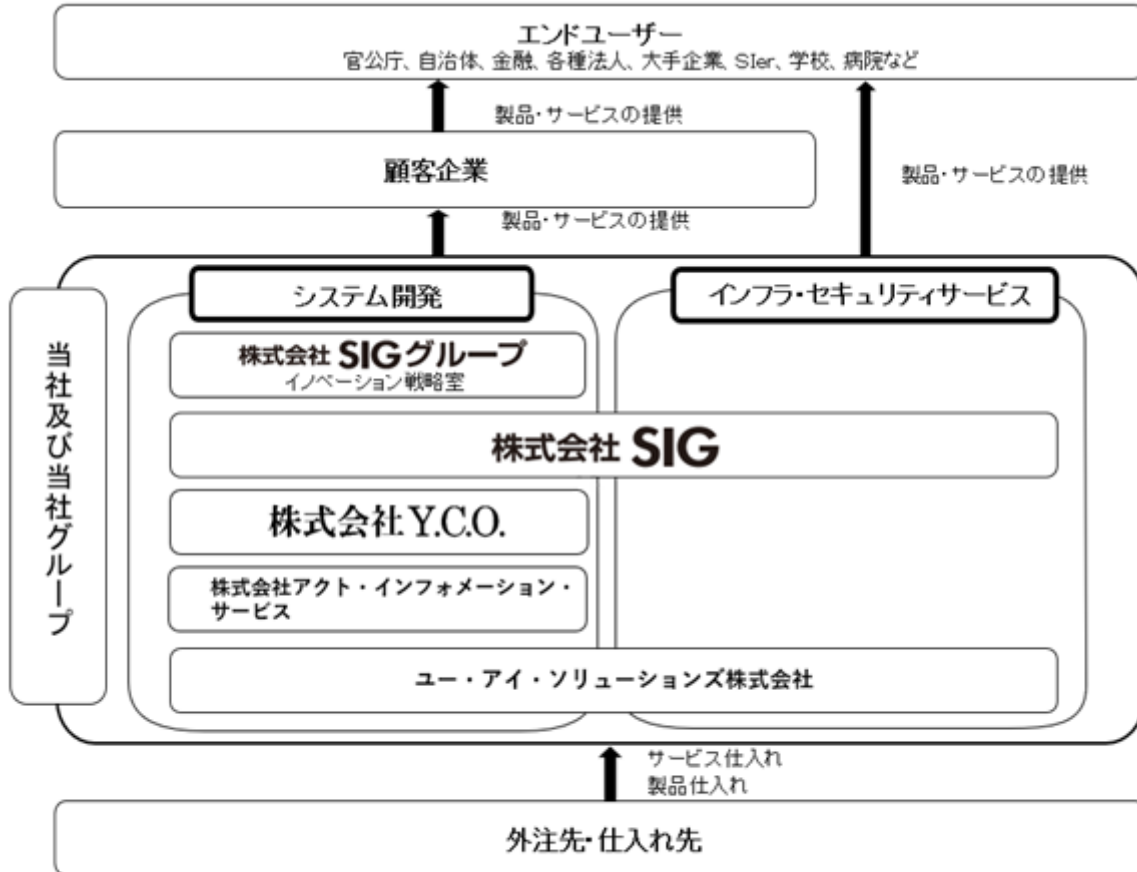 エンドユーザー
官公庁、自治体、金融、各種法人、大手企業、SIer、学校、病院など
製品・サービスの提供
顧客企業
製品・サービスの提供
製品・サービスの提供
当社及び当社グループ
システム開発
インフラ・セキュリティサービス
株式会社 SIGグループ
イノベーション戦略室
株式会社 SIG
株式会社 Y.C.O.
株式会社アクト・インフォメーション・
サービス
ユー・アイ・ソリューションズ株式会社
サービス仕入れ
製品仕入れ
外注先・仕入れ先